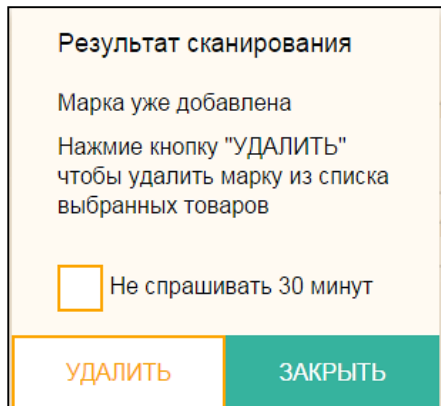 Результат сканирования
Марка уже добавлена
Нажмие кнопку "УДАЛИТЬ"
чтобы удалить марку из списка
выбранных товаров
Не спрашивать 30 минут
УДАЛИТЬ
ЗАКРЫТЬ